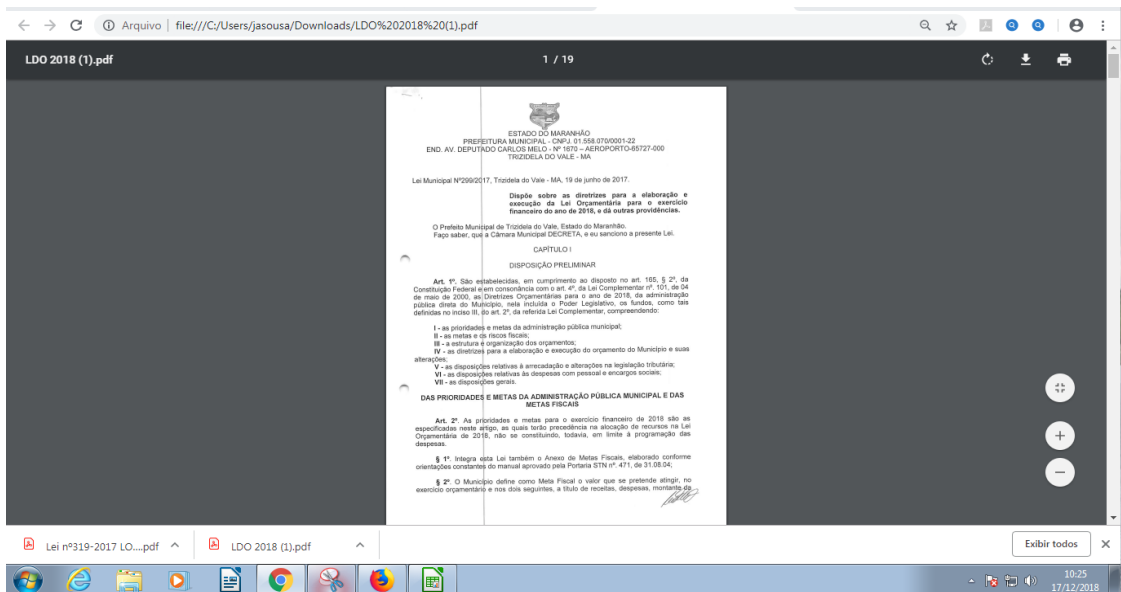 Arquivo | file:///C:/Users/jasousa/Downloads/LDO%202018%20(1).pdf
LDO 2018 (1).pdf
1 / 19
ESTADO DO MARANHÃO
PREFEITURA MUNICIPAL - CNPJ. 01.558.070/0001-22
END. AV. DEPUTADO CARLOS MELO - Nº 1670 – AEROPORTO-65727-000
TRIZIDELA DO VALE - MA
Lei Municipal Nº299/2017, Trizidela do Vale - MA, 19 de junho de 2017.
Dispõe sobre as diretrizes para a elaboração e
execução da Lei Orçamentária para o exercício
financeiro do ano de 2018, e dá outras providências.
O Prefeito Municipal de Trizidela do Vale, Estado do Maranhão.
Faço saber, que a Câmara Municipal DECRETA, e eu sanciono a presente Lei.
CAPÍTULO I
DISPOSIÇÃO PRELIMINAR
Art. 1º. São estabelecidas, em cumprimento ao disposto no art. 165, § 2º, da
Constituição Federal e em consonância com o art. 4º, da Lei Complementar nº. 101, de 04
de maio de 2000, as Diretrizes Orçamentárias para o ano de 2018, da administração
pública direta do Município, nela incluída o Poder Legislativo, os fundos, como tais
definidas no inciso III, do art. 2º, da referida Lei Complementar, compreendendo:
I - as prioridades e metas da administração pública municipal;
II - as metas e os riscos fiscais;
III - a estrutura e organização dos orçamentos;
IV - as diretrizes para a elaboração e execução do orçamento do Município e suas
alterações;
V - as disposições relativas á arrecadação e alterações na legislação tributária;
VI - as disposições relativas às despesas com pessoal e encargos sociais;
VII - as disposições gerais.
DAS PRIORIDADES E METAS DA ADMINISTRAÇÃO PÚBLICA MUNICIPAL E DAS
METAS FISCAIS
Art. 2º. As prioridades e metas para o exercício financeiro de 2018 são as
especificadas neste artigo, as quais terão precedência na alocação de recursos na Lei
Orçamentária de 2018, não se constituindo, todavia, em limite à programação das
despesas.
§ 1º. Integra esta Lei também o Anexo de Metas Fiscais, elaborado conforme
orientações constantes do manual aprovado pela Portaria STN nº. 471, de 31.08.04;
§ 2º. O Município define como Meta Fiscal o valor que se pretende atingir, no
exercício orçamentário e nos dois seguintes, a título de receitas, despesas, montante da
Lei nº319-2017 LO....pdf
LDO 2018 (1).pdf
Exibir todos
10:25
17/12/2018